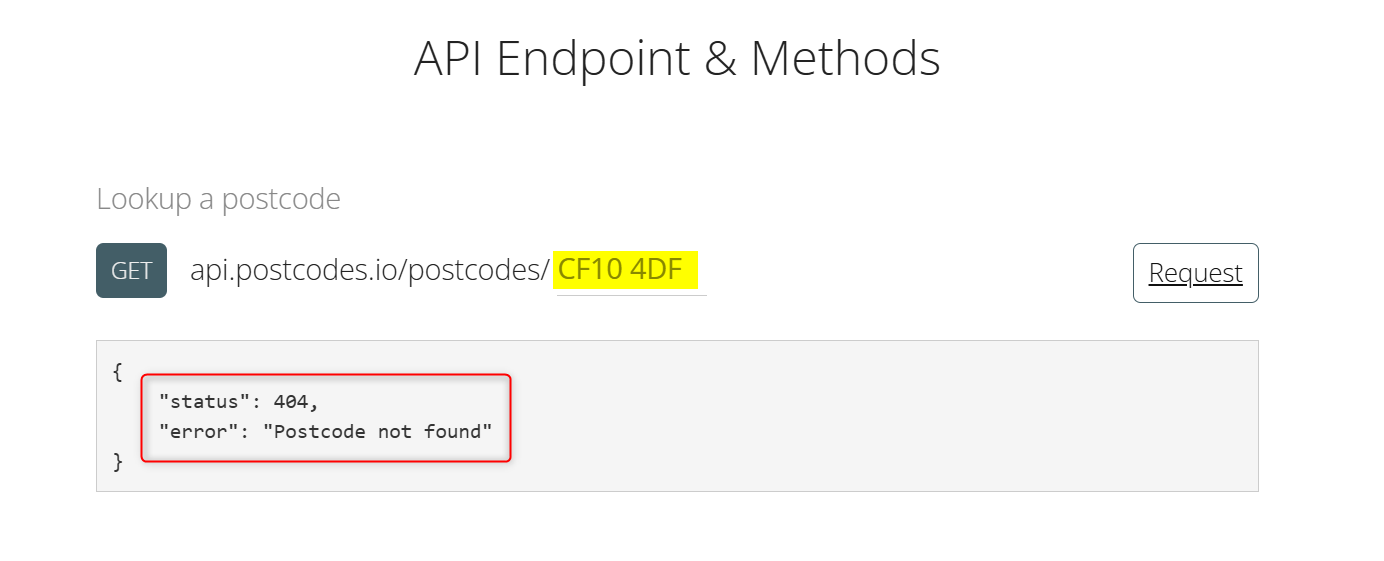 API Endpoint & Methods
Lookup a postcode
GET api.postcodes.io/postcodes/ CF10 4DF Request
{
"status": 404,
"error": "Postcode not found"
}